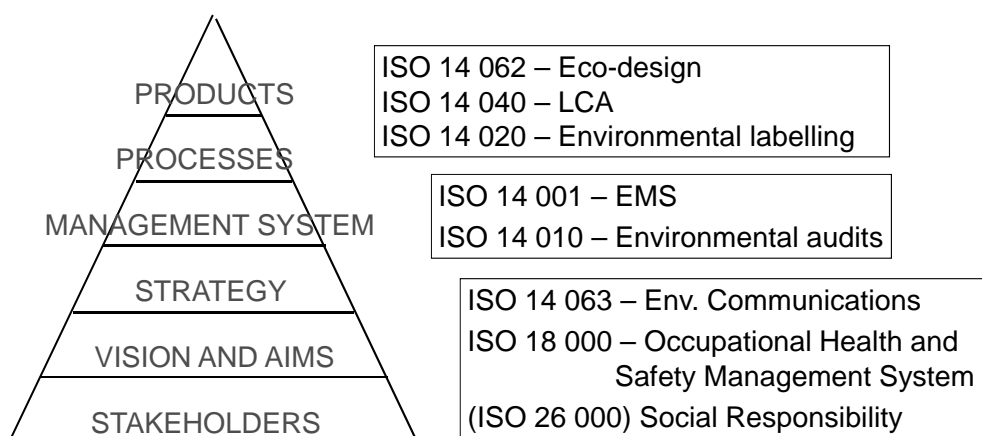 PRODUCTS
PROCESSES
MANAGEMENT SYSTEM
STRATEGY
VISION AND AIMS
STAKEHOLDERS
ISO 14 062 – Eco-design
ISO 14 040 – LCA
ISO 14 020 – Environmental labelling
ISO 14 001 – EMS
ISO 14 010 – Environmental audits
ISO 14 063 – Env. Communications
ISO 18 000 – Occupational Health and
Safety Management System
(ISO 26 000) Social Responsibility